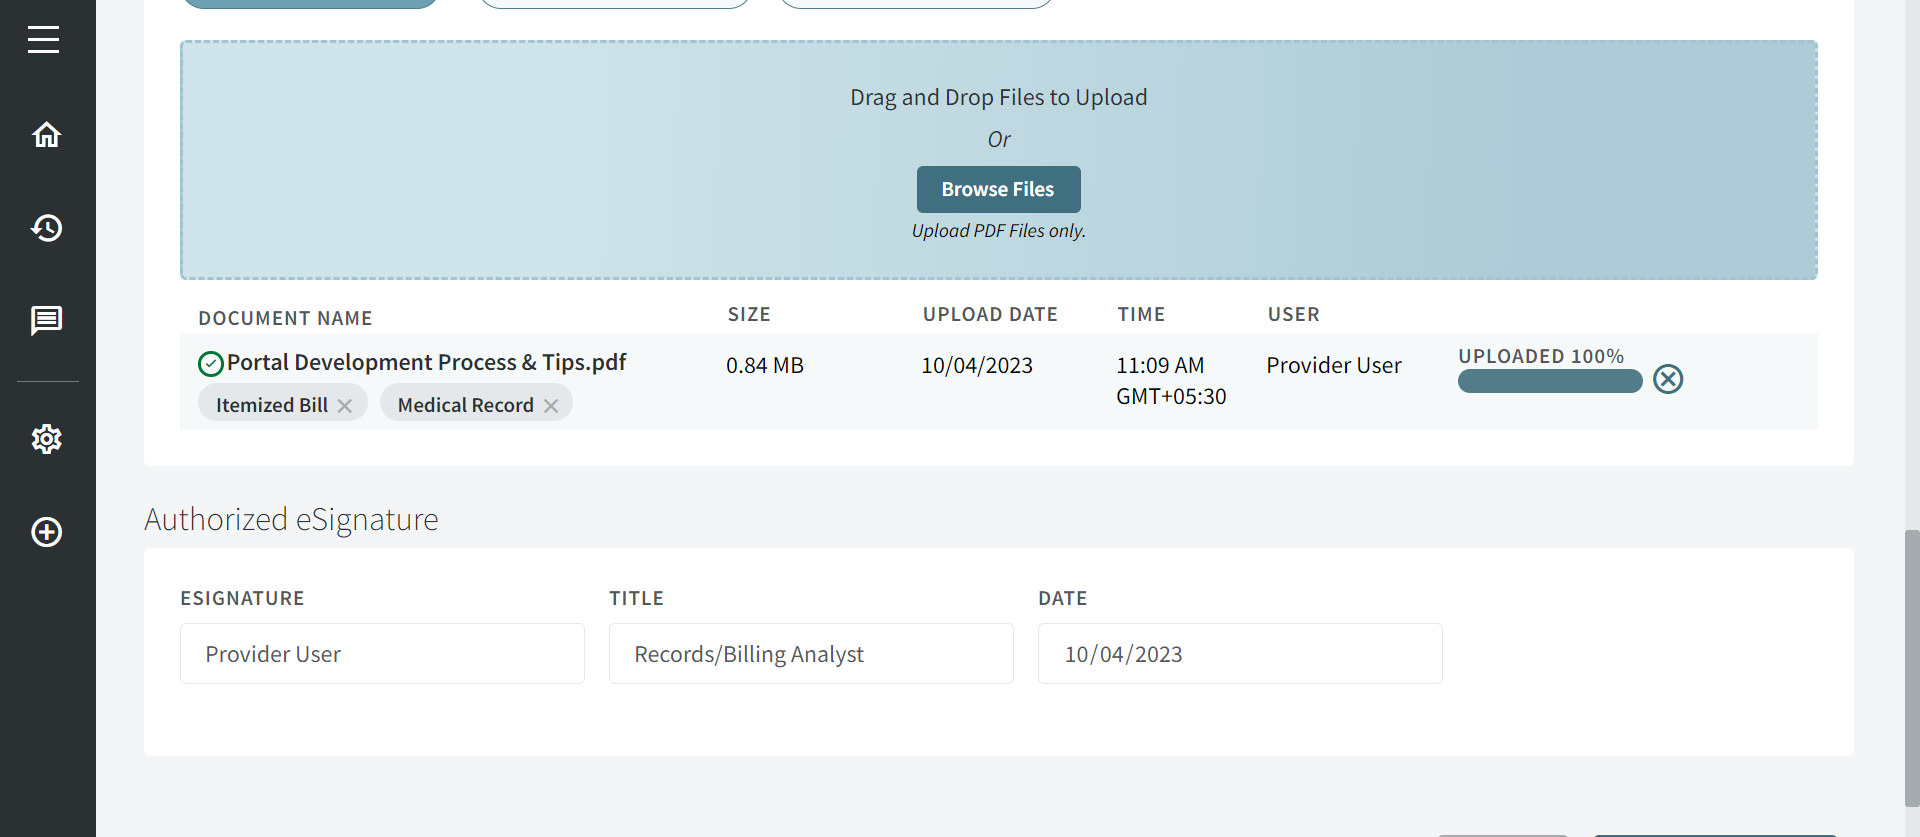 Drag and Drop Files to Upload
Or
Browse Files
Upload PDF Files only.
DOCUMENT NAME SIZE UPLOAD DATE TIME USER
Portal Development Process & Tips.pdf 0.84 MB 10/04/2023 11:09 AM Provider User UPLOADED 100%
GMT+05:30
Itemized Bill Medical Record
Authorized eSignature
ESIGNATURE TITLE DATE
Provider User Records/Billing Analyst 10/04/2023